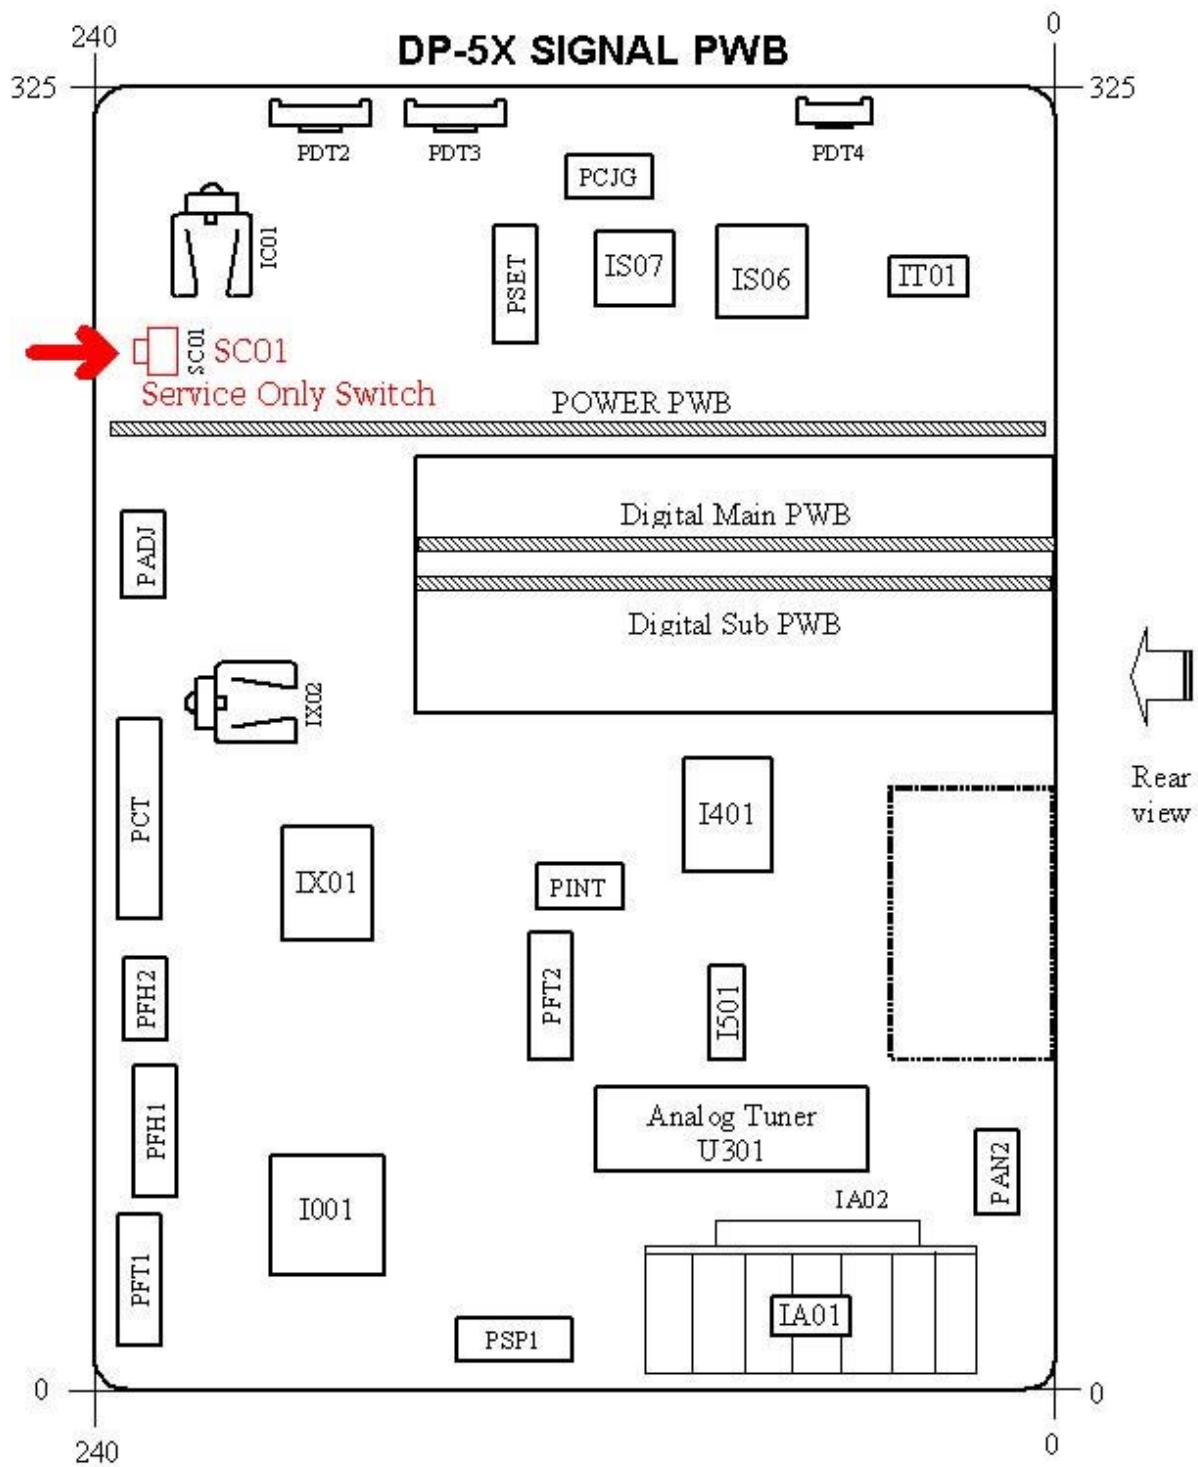 240
0
DP-5X SIGNAL PWB
325
325
PDT2
PDT3
PDT4
PCJG
IC01
PSET
IS07
IS06
IT01
SC01
SC01
Service Only Switch
POWER PWB
Digital Main PWB
PADJ
Digital Sub PWB
IX02
Rear
view
PCT
I401
IX01
PINT
PFH2
PFT2
I501
PFH1
Analog Tuner
U301
PAN2
I001
IA02
PFT1
IA01
PSP1
0
0
240
0